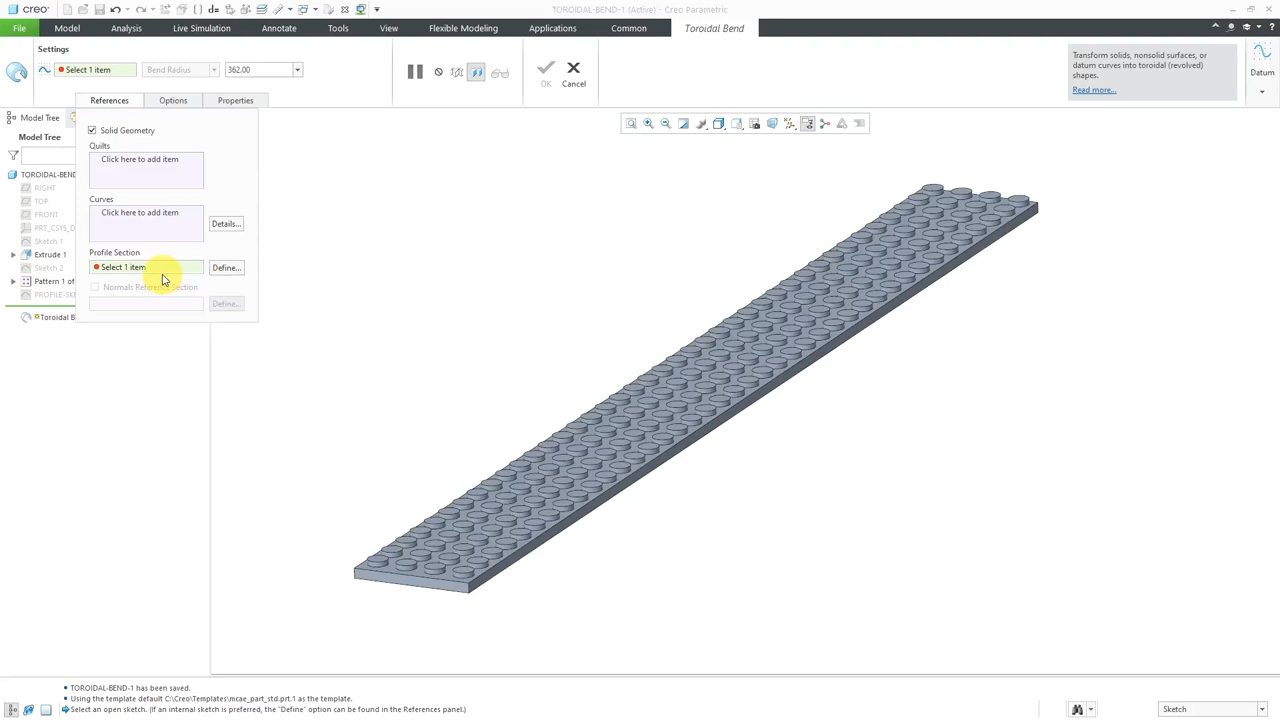 creo
TOROIDAL-BEND-1 (Active) - Creo Parametric
File Model Analysis Live Simulation Annotate Tools View Flexible Modeling Applications Common Toroidal Bend
Settings
Select 1 item Bend Radius 362.00
OK Cancel
Transform solids, nonsolid surfaces, or
datum curves into toroidal (revolved)
shapes.
Read more...
Datum
References Options Properties
Model Tree
Model Tree
Solid Geometry
Quilts
Click here to add item
TOROIDAL-BEND
RIGHT
TOP
FRONT
PRT_CSYS_D
Sketch 1
Extrude 1
Sketch 2
Pattern 1 of
PROFILE-SK
Toroidal B
Curves
Click here to add item
Details...
Profile Section
Select 1 item Define...
Normals Reference Section
Define...
TOROIDAL-BEND-1 has been saved.
Using the template default C:\Creo\Templates\mcae_part_std.prt.1 as the template.
Select an open sketch. (If an internal sketch is preferred, the 'Define' option can be found in the References panel.)
Sketch